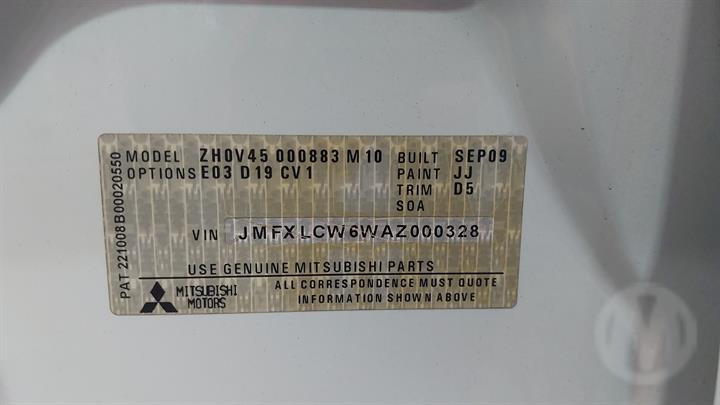 MODEL ZH0V45 000883 M10 BUILT SEP09
OPTIONS E03 D19 CV1 PAINT JJ
TRIM D5
SOA
VIN JMFXLCW6WAZ000328
USE GENUINE MITSUBISHI PARTS
MITSUBISHI MOTORS
ALL CORRESPONDENCE MUST QUOTE
INFORMATION SHOWN ABOVE
PAT 221008B00020550
M